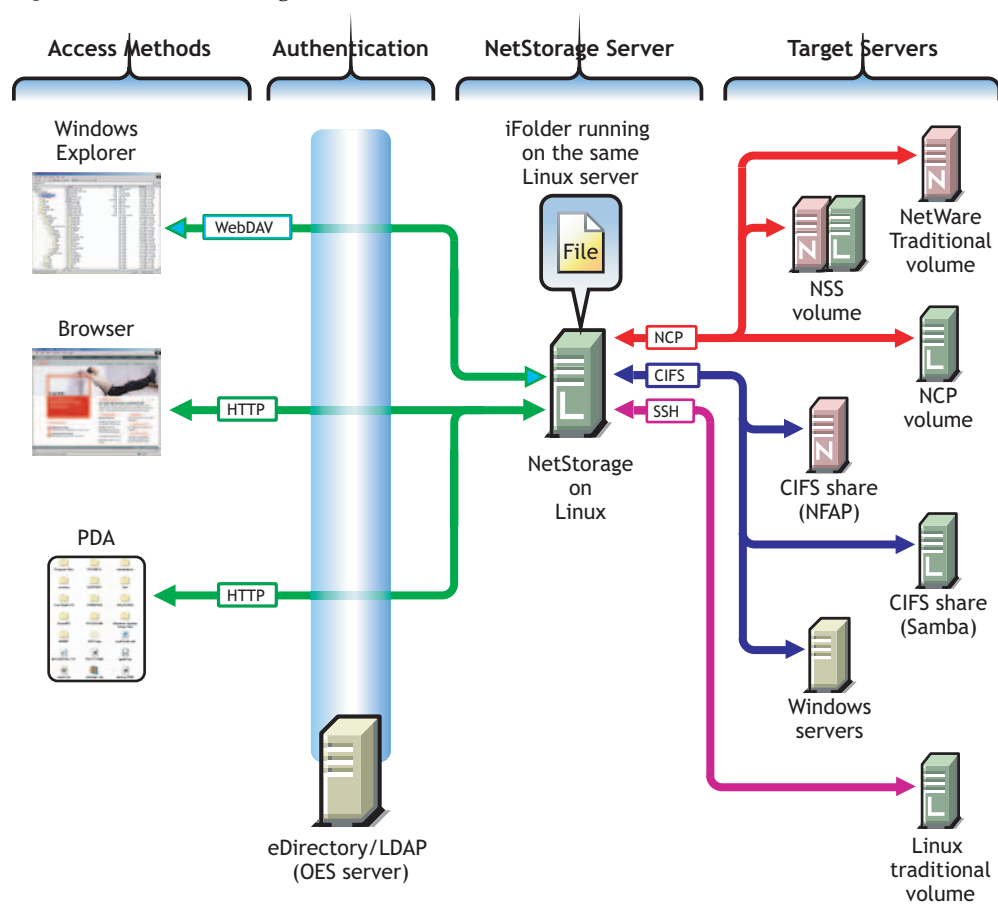 Access Methods
Authentication
NetStorage Server
Target Servers
Windows
Explorer
WebDAV
Browser
HTTP
PDA
HTTP
eDirectory/LDAP
(OES server)
iFolder running
on the same
Linux server
File
L
NetStorage
on
Linux
NCP
CIFS
SSH
N
NetWare
Traditional
volume
N
L
NSS
volume
L
NCP
volume
N
CIFS share
(NFAP)
L
CIFS share
(Samba)
Windows
servers
L
Linux
traditional
volume